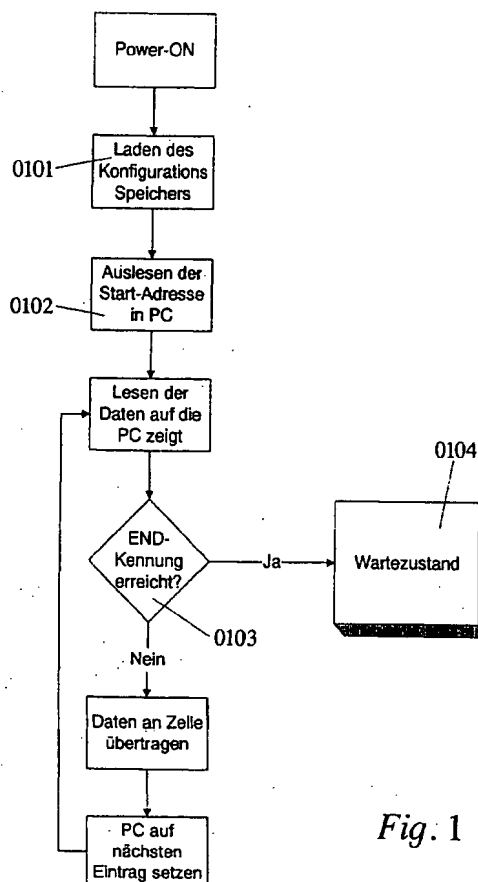 Power-ON
0101
Laden des
Konfigurations
Speichers
0102
Auslesen der
Start-Adresse
in PC
Lesen der
Daten auf die
PC zeigt
0104
END-
Kennung
erreicht?
Ja
Wartezustand
0103
Nein
Daten an Zelle
übertragen
PC auf
nächsten
Eintrag setzen
Fig. 1